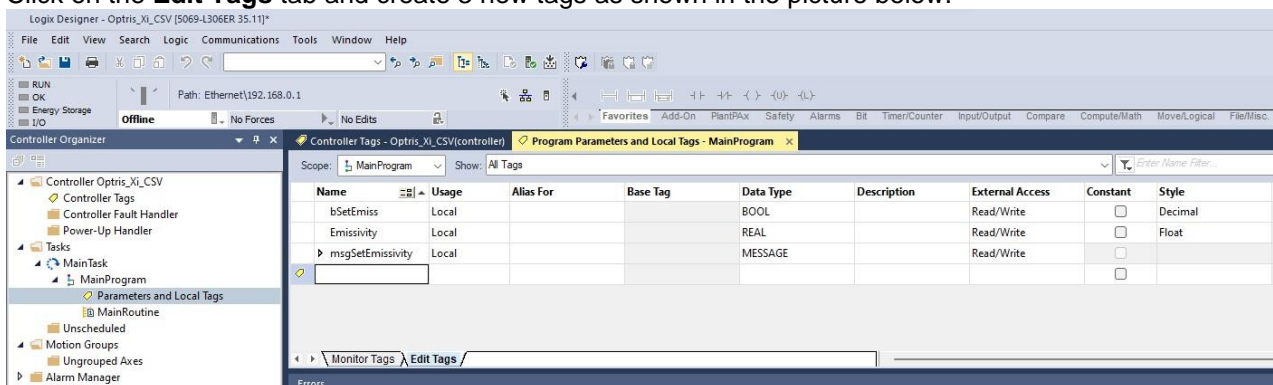 Click on the Edit Tags tab and create 3 new tags as shown in the picture below:
Logix Designer - Optris_Xi_CSV [5069-L306ER 35.11]*
File Edit View Search Logic Communications Tools Window Help
RUN
OK
Energy Storage
I/O
Path: Ethernet\192.168.0.1
Offline No Forces No Edits
Favorites Add-On PlantPAx Safety Alarms Bit Timer/Counter Input/Output Compare Compute/Math Move/Logical File/Misc.
Controller Organizer
Controller Tags - Optris_Xi_CSV(controller) Program Parameters and Local Tags - MainProgram
Scope: MainProgram Show: All Tags Enter Name Filter...
Controller Optris_Xi_CSV
Controller Tags
Controller Fault Handler
Power-Up Handler
Tasks
MainTask
MainProgram
Parameters and Local Tags
MainRoutine
Unscheduled
Motion Groups
Ungrouped Axes
Alarm Manager
Name Usage Alias For Base Tag Data Type Description External Access Constant Style
bSetEmiss Local BOOL Read/Write Decimal
Emissivity Local REAL Read/Write Float
msgSetEmissivity Local MESSAGE Read/Write
Monitor Tags Edit Tags
Errors